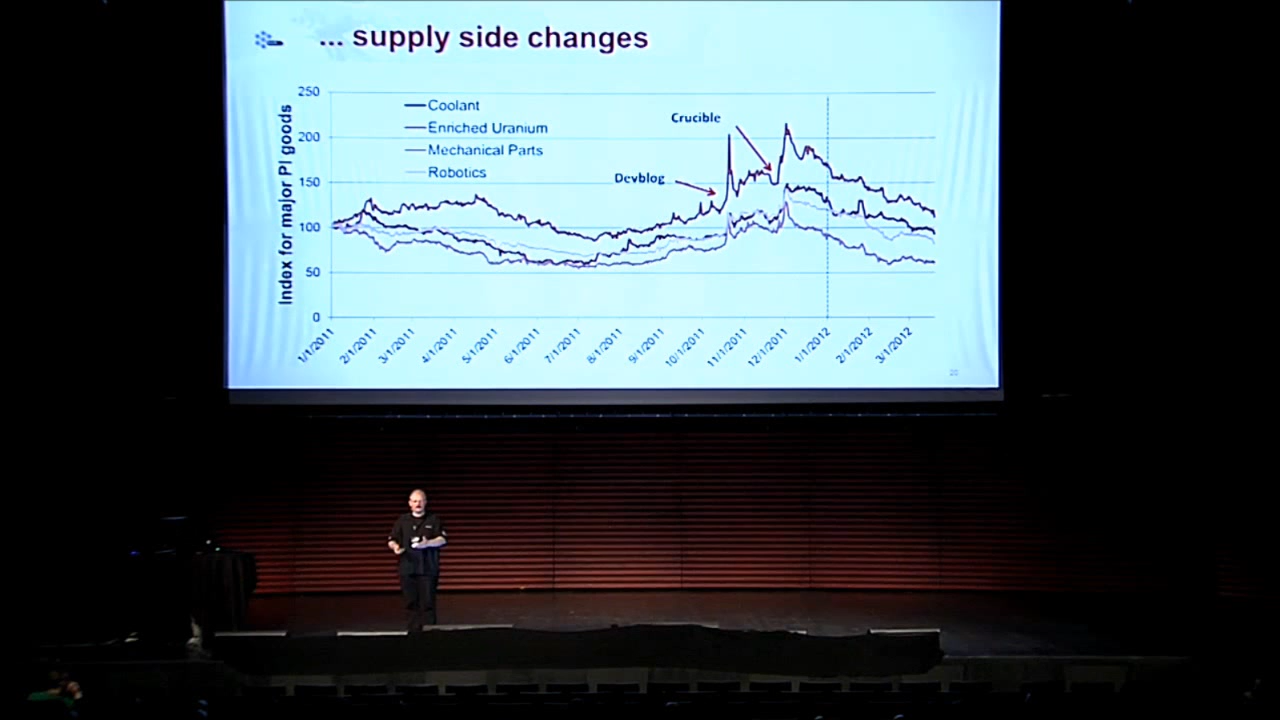 ... supply side changes
Index for major PI goods
250
200
150
100
50
0
Coolant
Enriched Uranium
Mechanical Parts
Robotics
Crucible
Devblog
1/1/2011
2/1/2011
3/1/2011
4/1/2011
5/1/2011
6/1/2011
7/1/2011
8/1/2011
9/1/2011
10/1/2011
11/1/2011
12/1/2011
1/1/2012
2/1/2012
3/1/2012